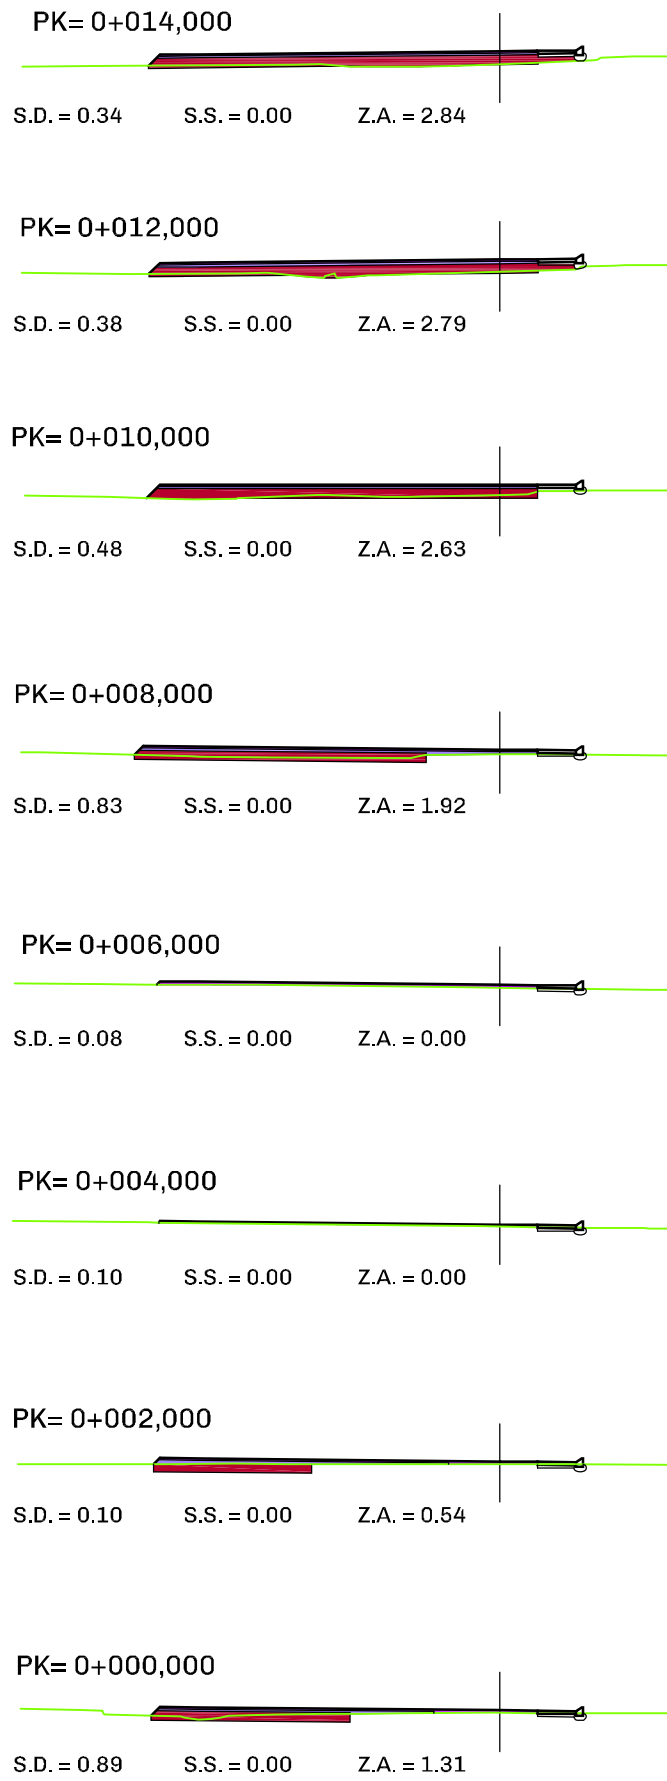 PK= 0+014,000
S.D. = 0.34 S.S. = 0.00 Z.A. = 2.84
PK= 0+012,000
S.D. = 0.38 S.S. = 0.00 Z.A. = 2.79
PK= 0+010,000
S.D. = 0.48 S.S. = 0.00 Z.A. = 2.63
PK= 0+008,000
S.D. = 0.83 S.S. = 0.00 Z.A. = 1.92
PK= 0+006,000
S.D. = 0.08 S.S. = 0.00 Z.A. = 0.00
PK= 0+004,000
S.D. = 0.10 S.S. = 0.00 Z.A. = 0.00
PK= 0+002,000
S.D. = 0.10 S.S. = 0.00 Z.A. = 0.54
PK= 0+000,000
S.D. = 0.89 S.S. = 0.00 Z.A. = 1.31